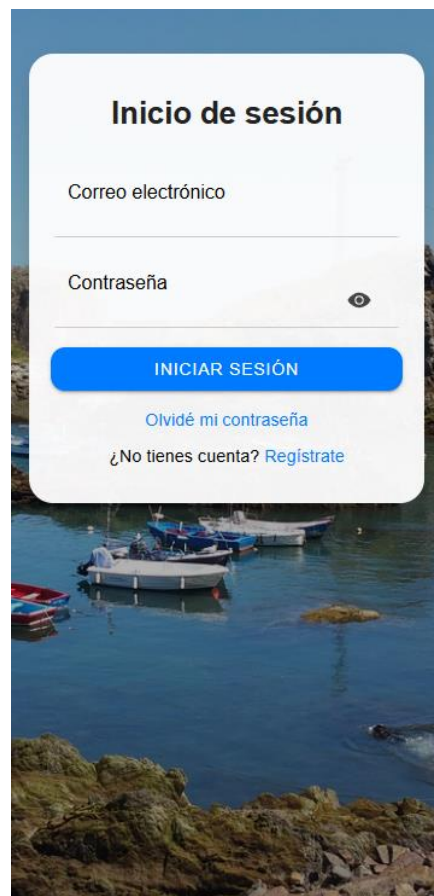 Inicio de sesión
Correo electrónico
Contraseña
INICIAR SESIÓN
Olvidé mi contraseña
¿No tienes cuenta? Regístrate